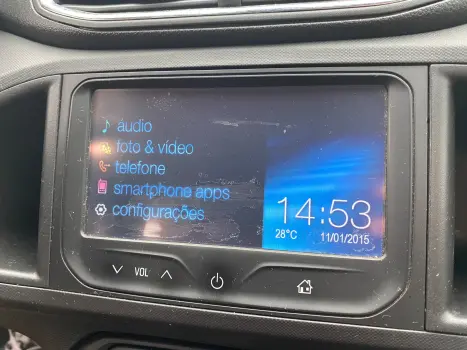 áudio
foto & vídeo
telefone
smartphone apps
configurações
14:53
28°C 11/01/2015
VOL